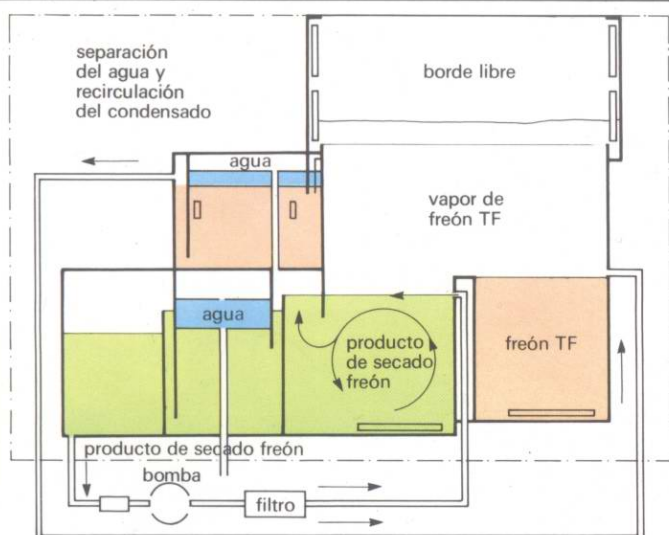 separación
del agua y
recirculación
del condensado
borde libre
agua
vapor de
freón TF
agua
producto
de secado
freón
freón TF
producto de secado freón
bomba
filtro